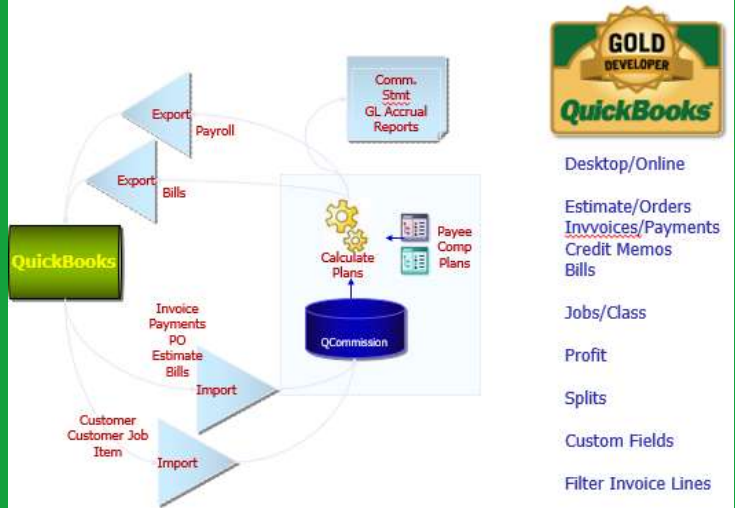 Export
Payroll
Export
Bills
Comm.
Stmt
GL Accrual
Reports
QuickBooks
Calculate
Plans
Payee
Comp
Plans
QCommission
Invoice
Payments
PO
Estimate
Bills
Import
Customer
Customer Job
Item
Import
GOLD
DEVELOPER
QuickBooks
Desktop/Online
Estimate/Orders
Invvoices/Payments
Credit Memos
Bills
Jobs/Class
Profit
Splits
Custom Fields
Filter Invoice Lines